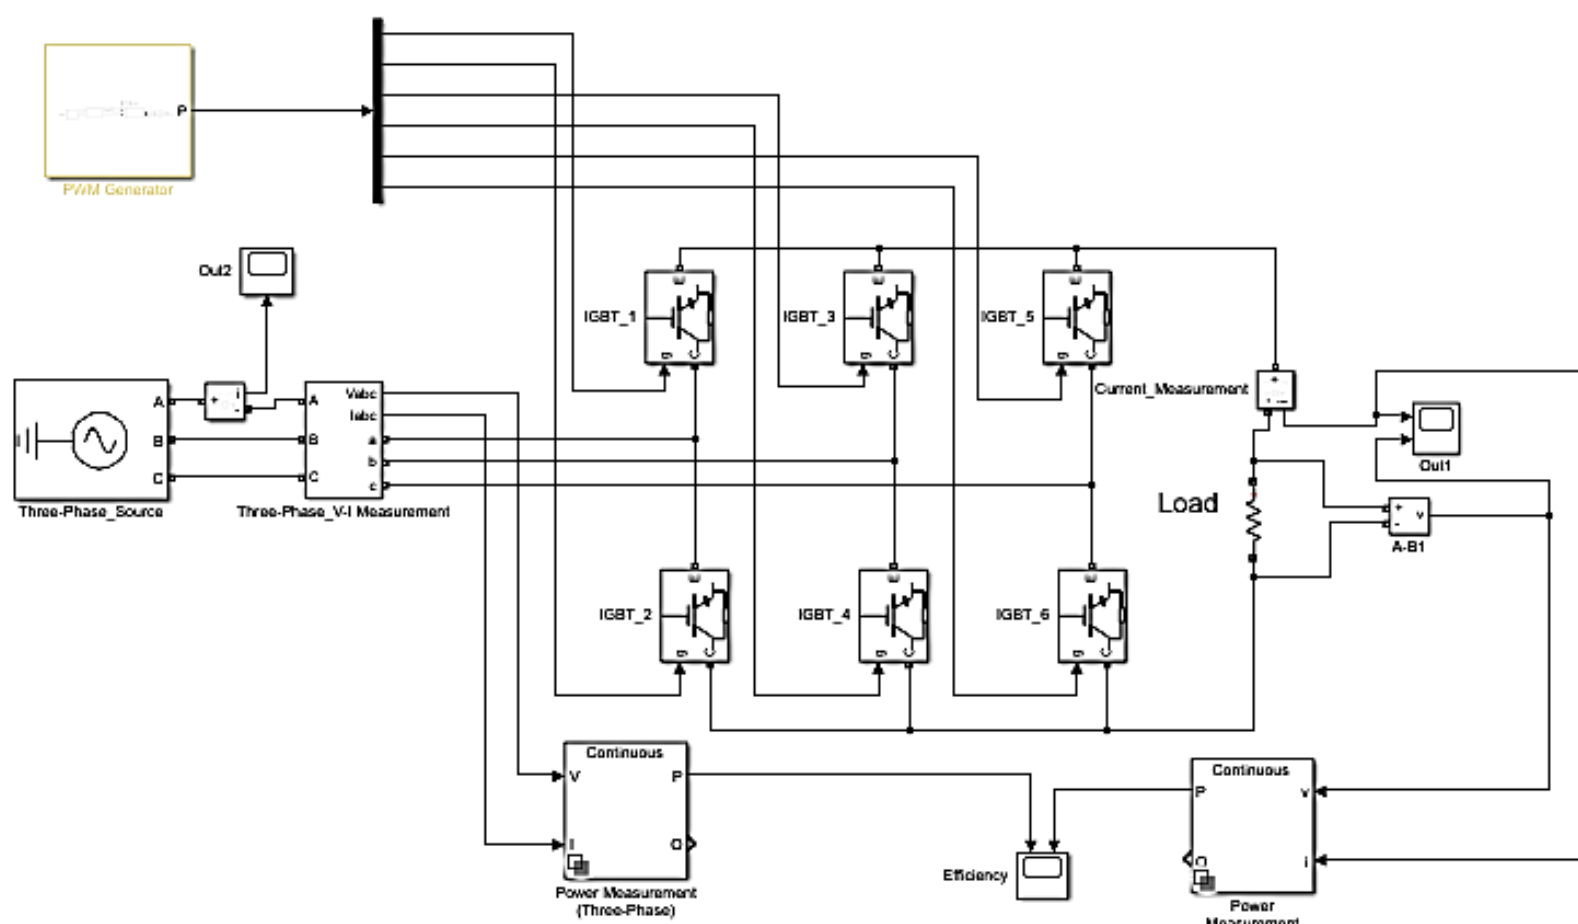 P
PWM Generator
Out2
IGBT_1
IGBT_3
IGBT_5
E
E
E
g
C
g
C
g
C
Three-Phase_Source
A
B
C
+
i
-
A
B
C
Vabc
Iabc
a
b
c
Three-Phase_V-I Measurement
Current_Measurement
+
Out1
Load
+
-
v
A-B1
IGBT_2
IGBT_4
IGBT_6
E
E
E
g
C
g
C
g
C
Continuous
V
P
I
Q
Power Measurement
(Three-Phase)
Efficiency
Continuous
P
v
Q
i
Power
Measurement